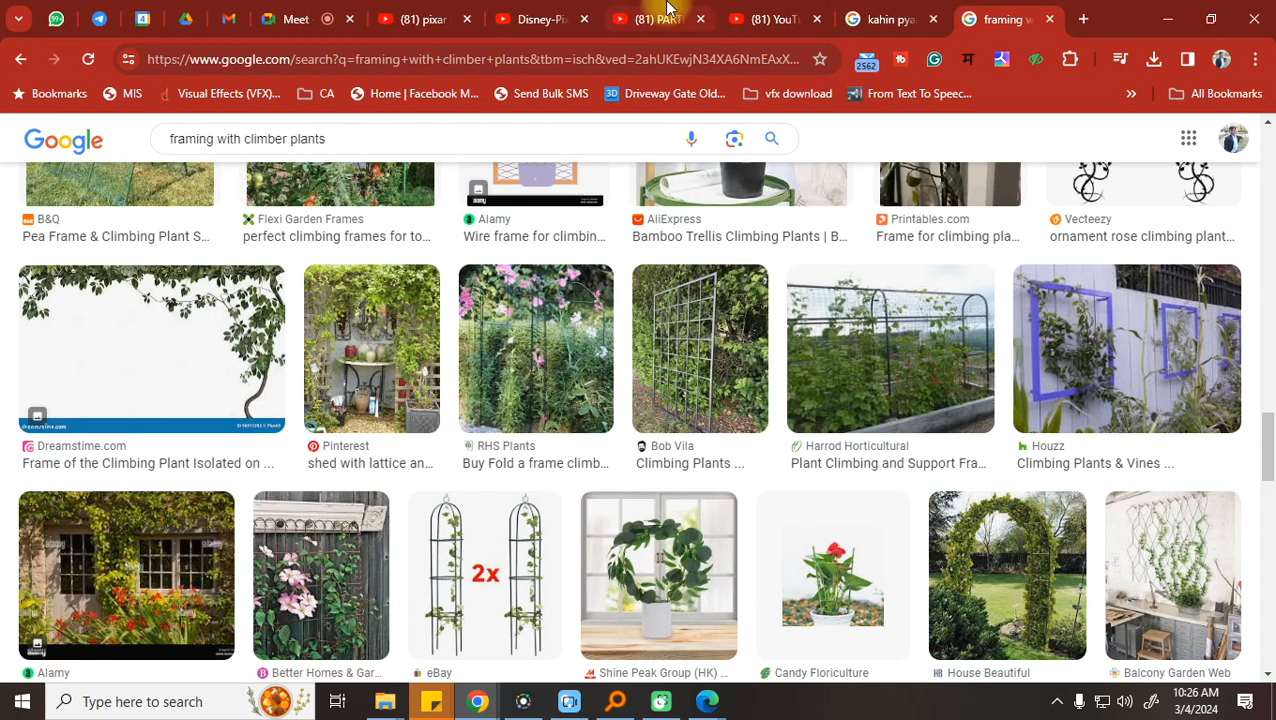 Meet
(81) pixar
Disney-Pix
(81) PART
(81) YouTu
kahin pya
framing w
https://www.google.com/search?q=framing+with+climber+plants&tbm=isch&ved=2ahUKEwjN34XA6NmEAxX...
2562
Bookmarks
MIS
Visual Effects (VFX)...
CA
Home | Facebook M...
Send Bulk SMS
3D
Driveway Gate Old...
vfx download
From Text To Speec...
»
All Bookmarks
Google
framing with climber plants
B&Q
Flexi Garden Frames
Alamy
AliExpress
Printables.com
Vecteezy
Pea Frame & Climbing Plant S...
perfect climbing frames for to...
Wire frame for climbin...
Bamboo Trellis Climbing Plants | B...
Frame for climbing pla...
ornament rose climbing plant...
dreamstime.com
Dreamstime.com
Pinterest
RHS Plants
Bob Vila
Harrod Horticultural
Houzz
Frame of the Climbing Plant Isolated on ...
shed with lattice an...
Buy Fold a frame climb...
Climbing Plants ...
Plant Climbing and Support Fra...
Climbing Plants & Vines ...
alamy
2x
Alamy
Better Homes & Gar...
eBay
Shine Peak Group (HK) ...
Candy Floriculture
House Beautiful
Balcony Garden Web
Type here to search
10:26 AM
3/4/2024